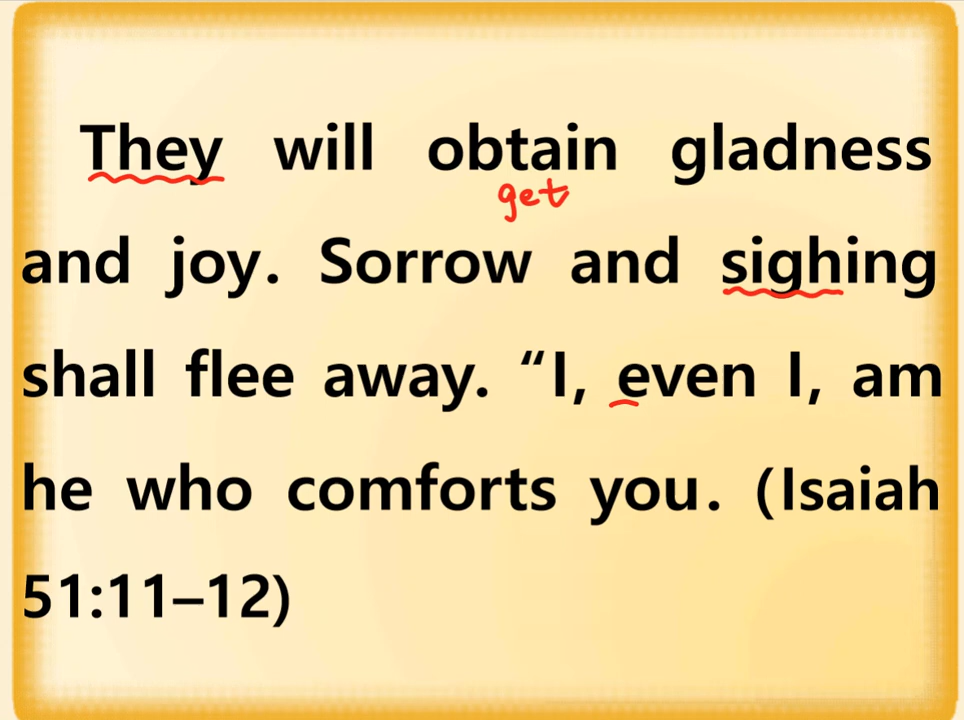 They will obtain gladness
get
and joy. Sorrow and sighing
shall flee away. “I, even I, am
he who comforts you. (Isaiah
51:11–12)